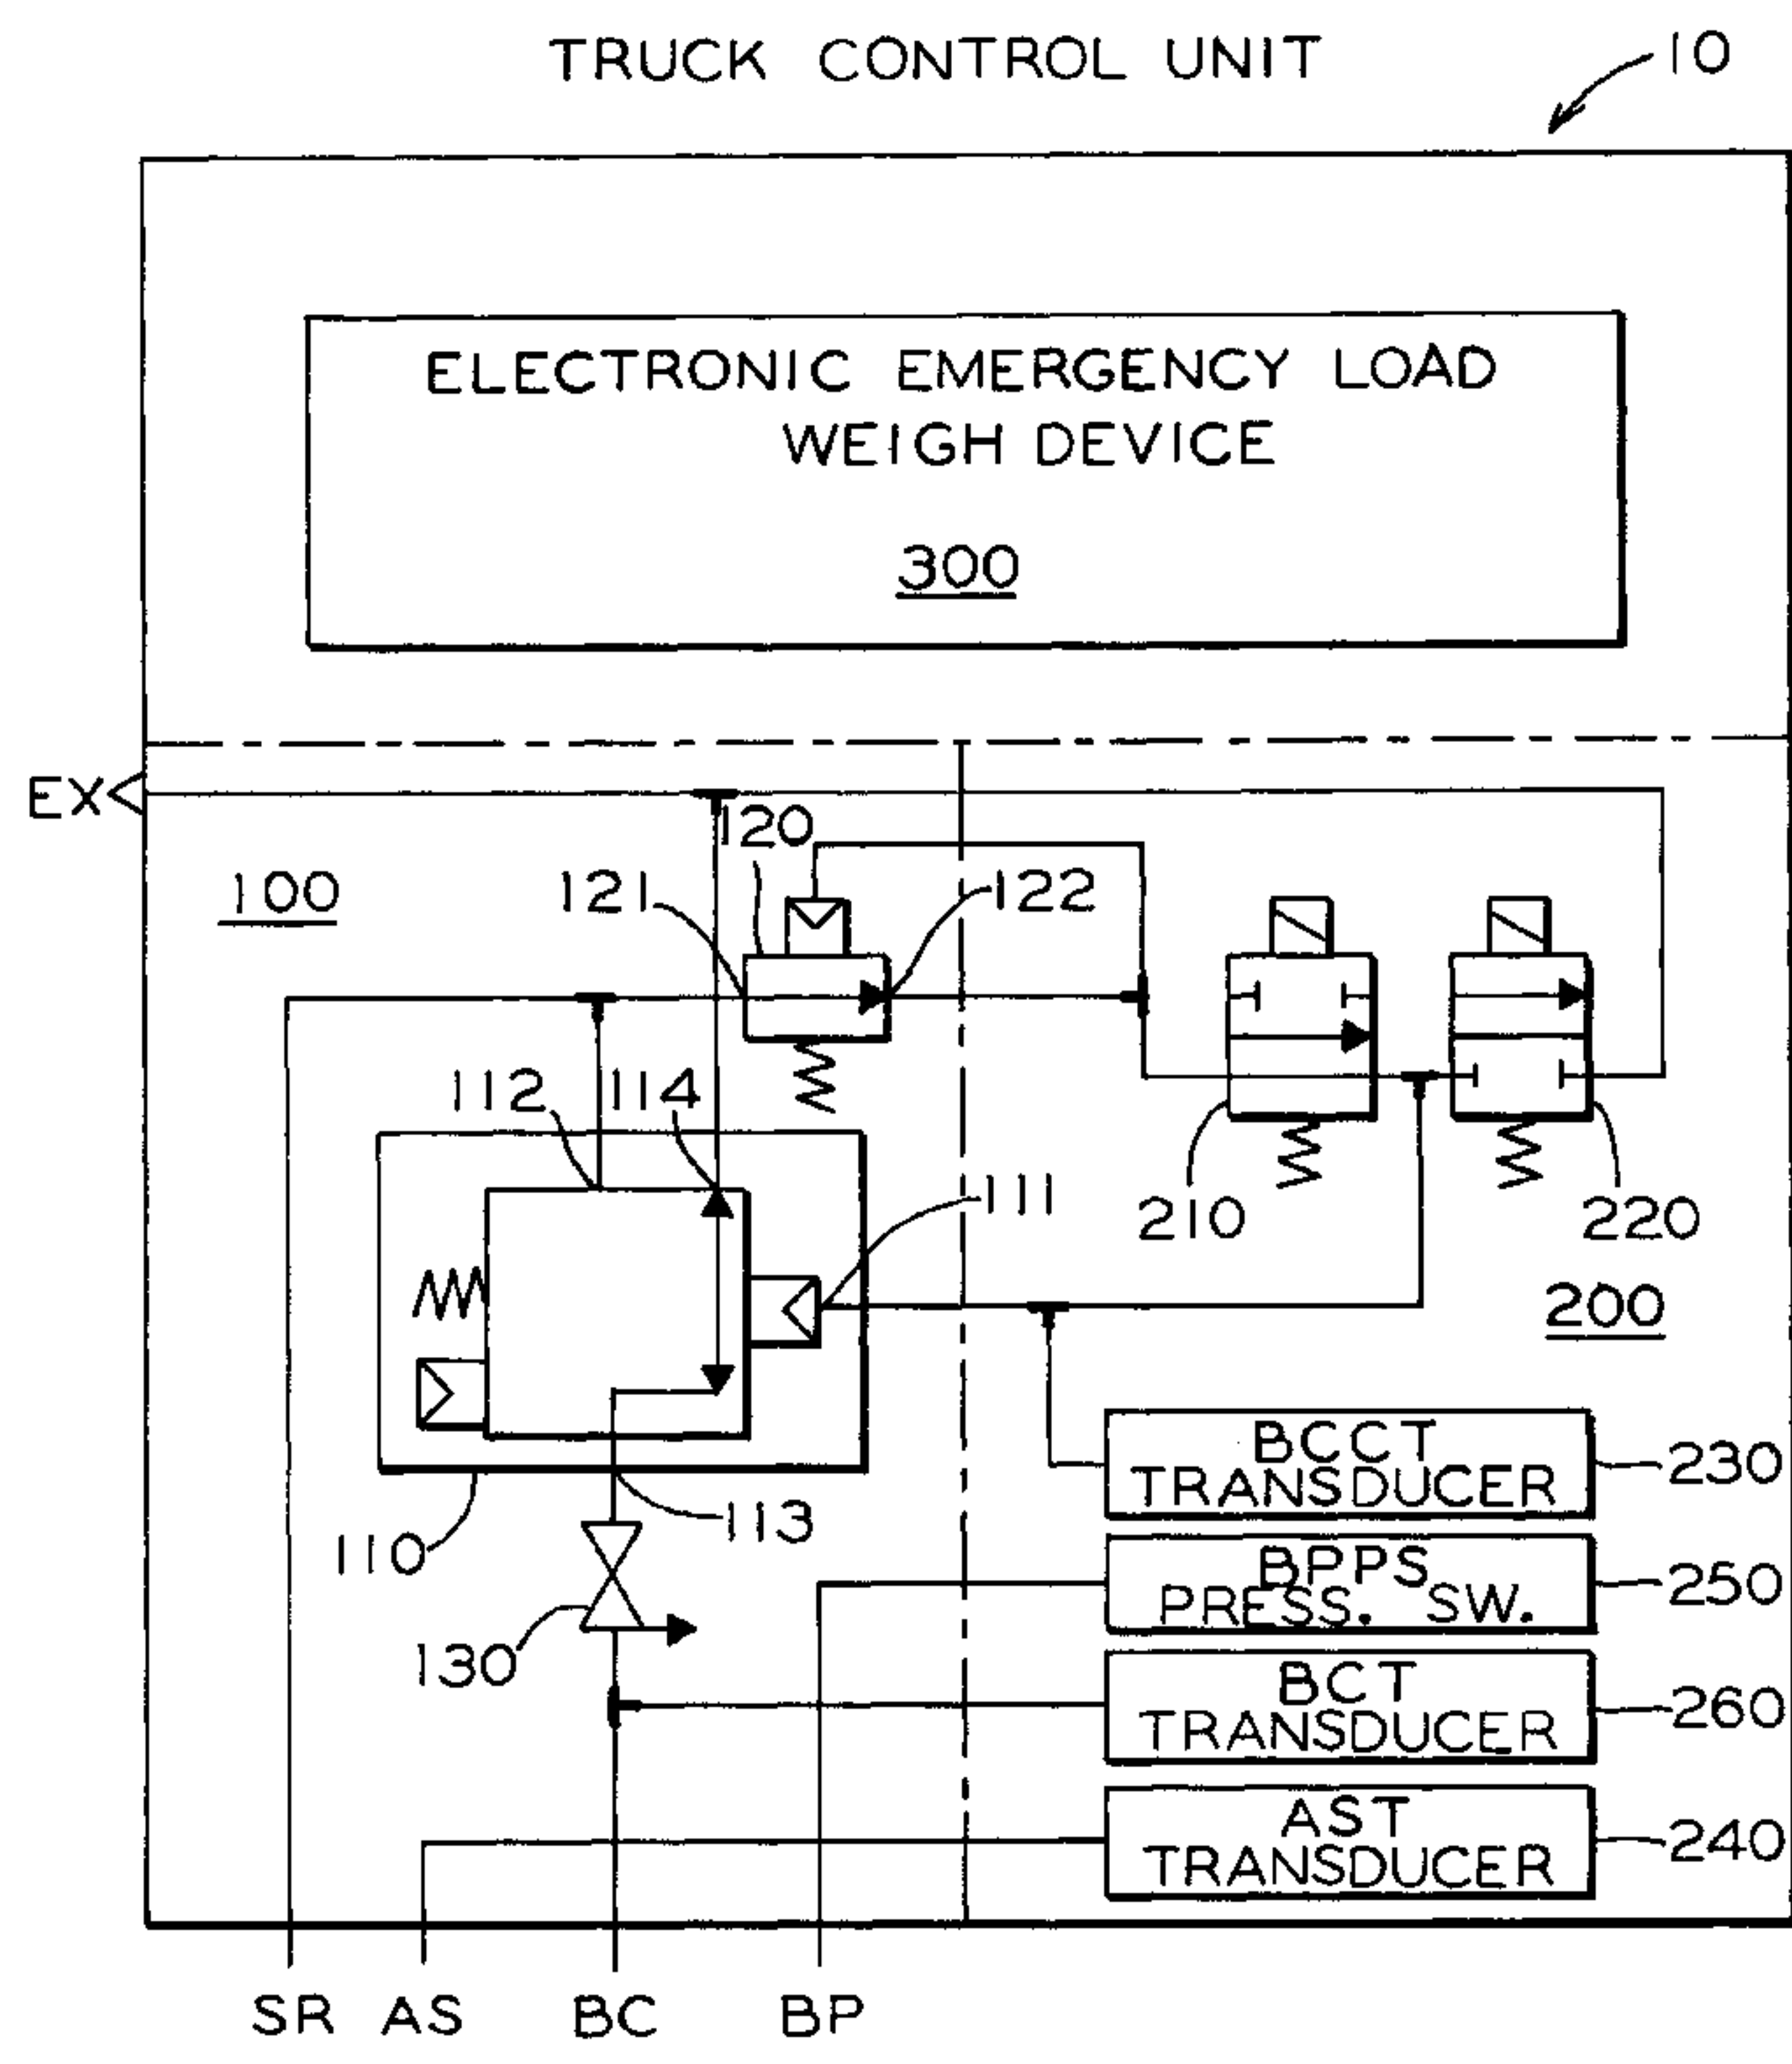 TRUCK CONTROL UNIT
10
ELECTRONIC EMERGENCY LOAD
WEIGH DEVICE
300
EX
120
100
121
122
112
114
111
210
220
200
BCCT
TRANSDUCER
230
110
113
BPPS
PRESS. SW.
250
130
BCT
TRANSDUCER
260
AST
TRANSDUCER
240
SR AS BC BP